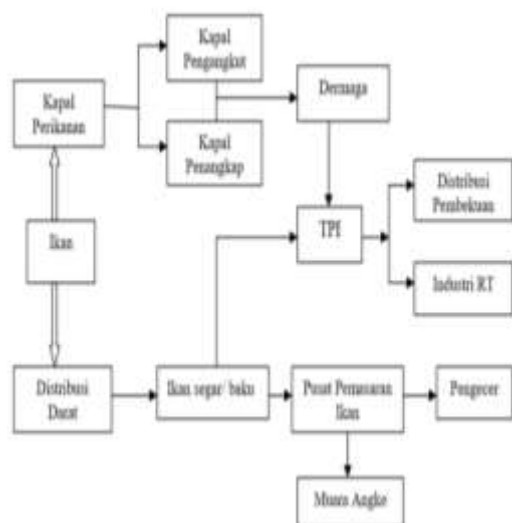 Kapal
Pengangkut
Kapal
Perikanan
Dermaga
Kapal
Penangkap
Distribusi
Pembekuan
TPI
Ikan
Industri RT
Distribusi
Darat
Ikan segar/ baku
Pusat Pemasaran
Ikan
Pengecer
Muara Angke